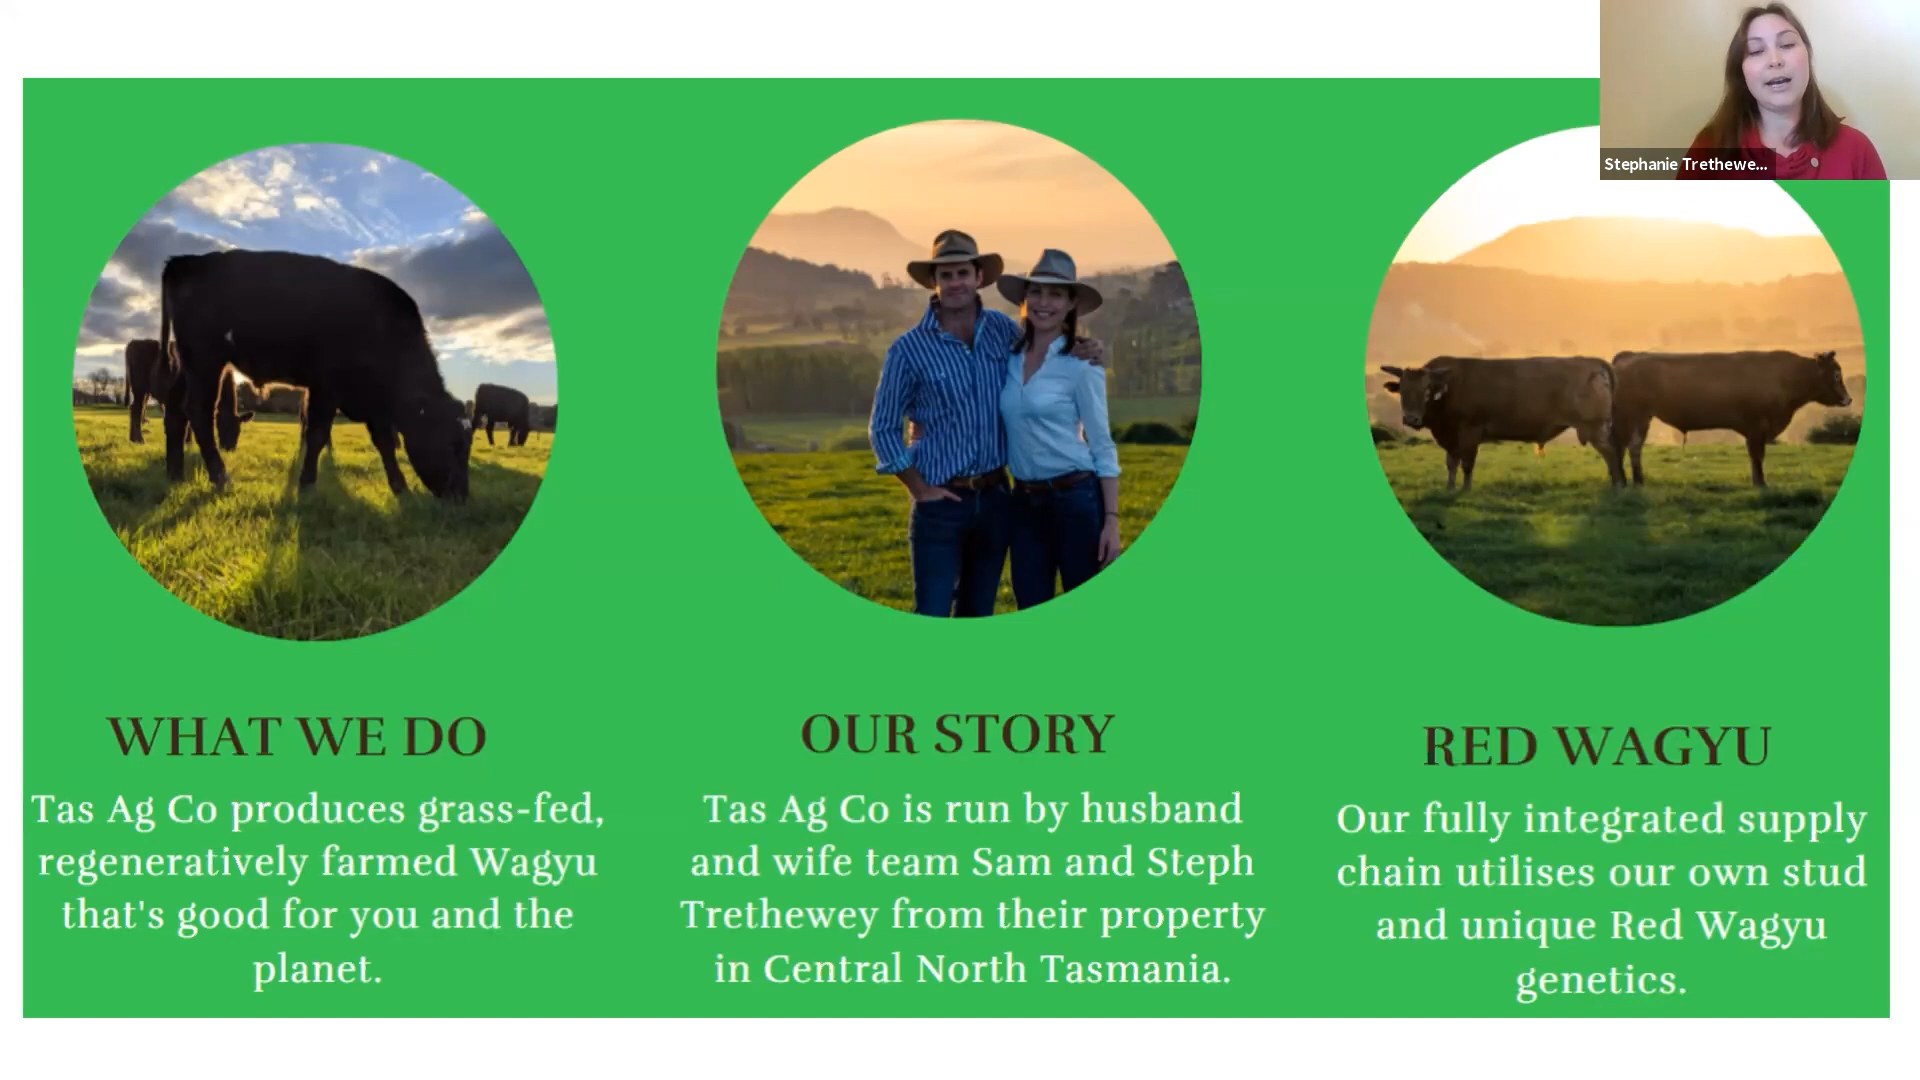 Stephanie Trethewe...
WHAT WE DO
Tas Ag Co produces grass-fed,
regeneratively farmed Wagyu
that's good for you and the
planet.
OUR STORY
Tas Ag Co is run by husband
and wife team Sam and Steph
Trethewey from their property
in Central North Tasmania.
RED WAGYU
Our fully integrated supply
chain utilises our own stud
and unique Red Wagyu
genetics.